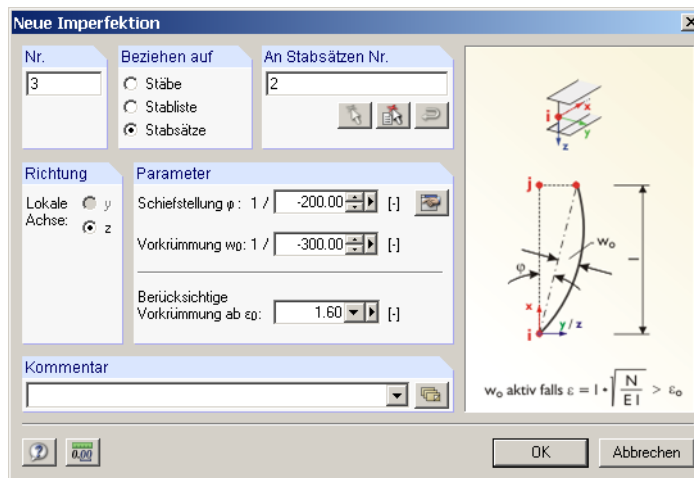 Neue Imperfektion
Nr.
3
Beziehen auf
Stäbe
Stabliste
Stabsätze
An Stabsätzen Nr.
2
Richtung
Lokale Achse:
y
z
Parameter
Schiefstellung φ: 1 / -200.00 [-]
Vorkrümmung w₀: 1 / -300.00 [-]
Berücksichtige
Vorkrümmung ab ε₀: 1.60 [-]
Kommentar
x
i
y
z
j
w₀
φ
l
x
i
y / z
w₀ aktiv falls ε = l • √(N / E I) > ε₀
0.00
OK
Abbrechen